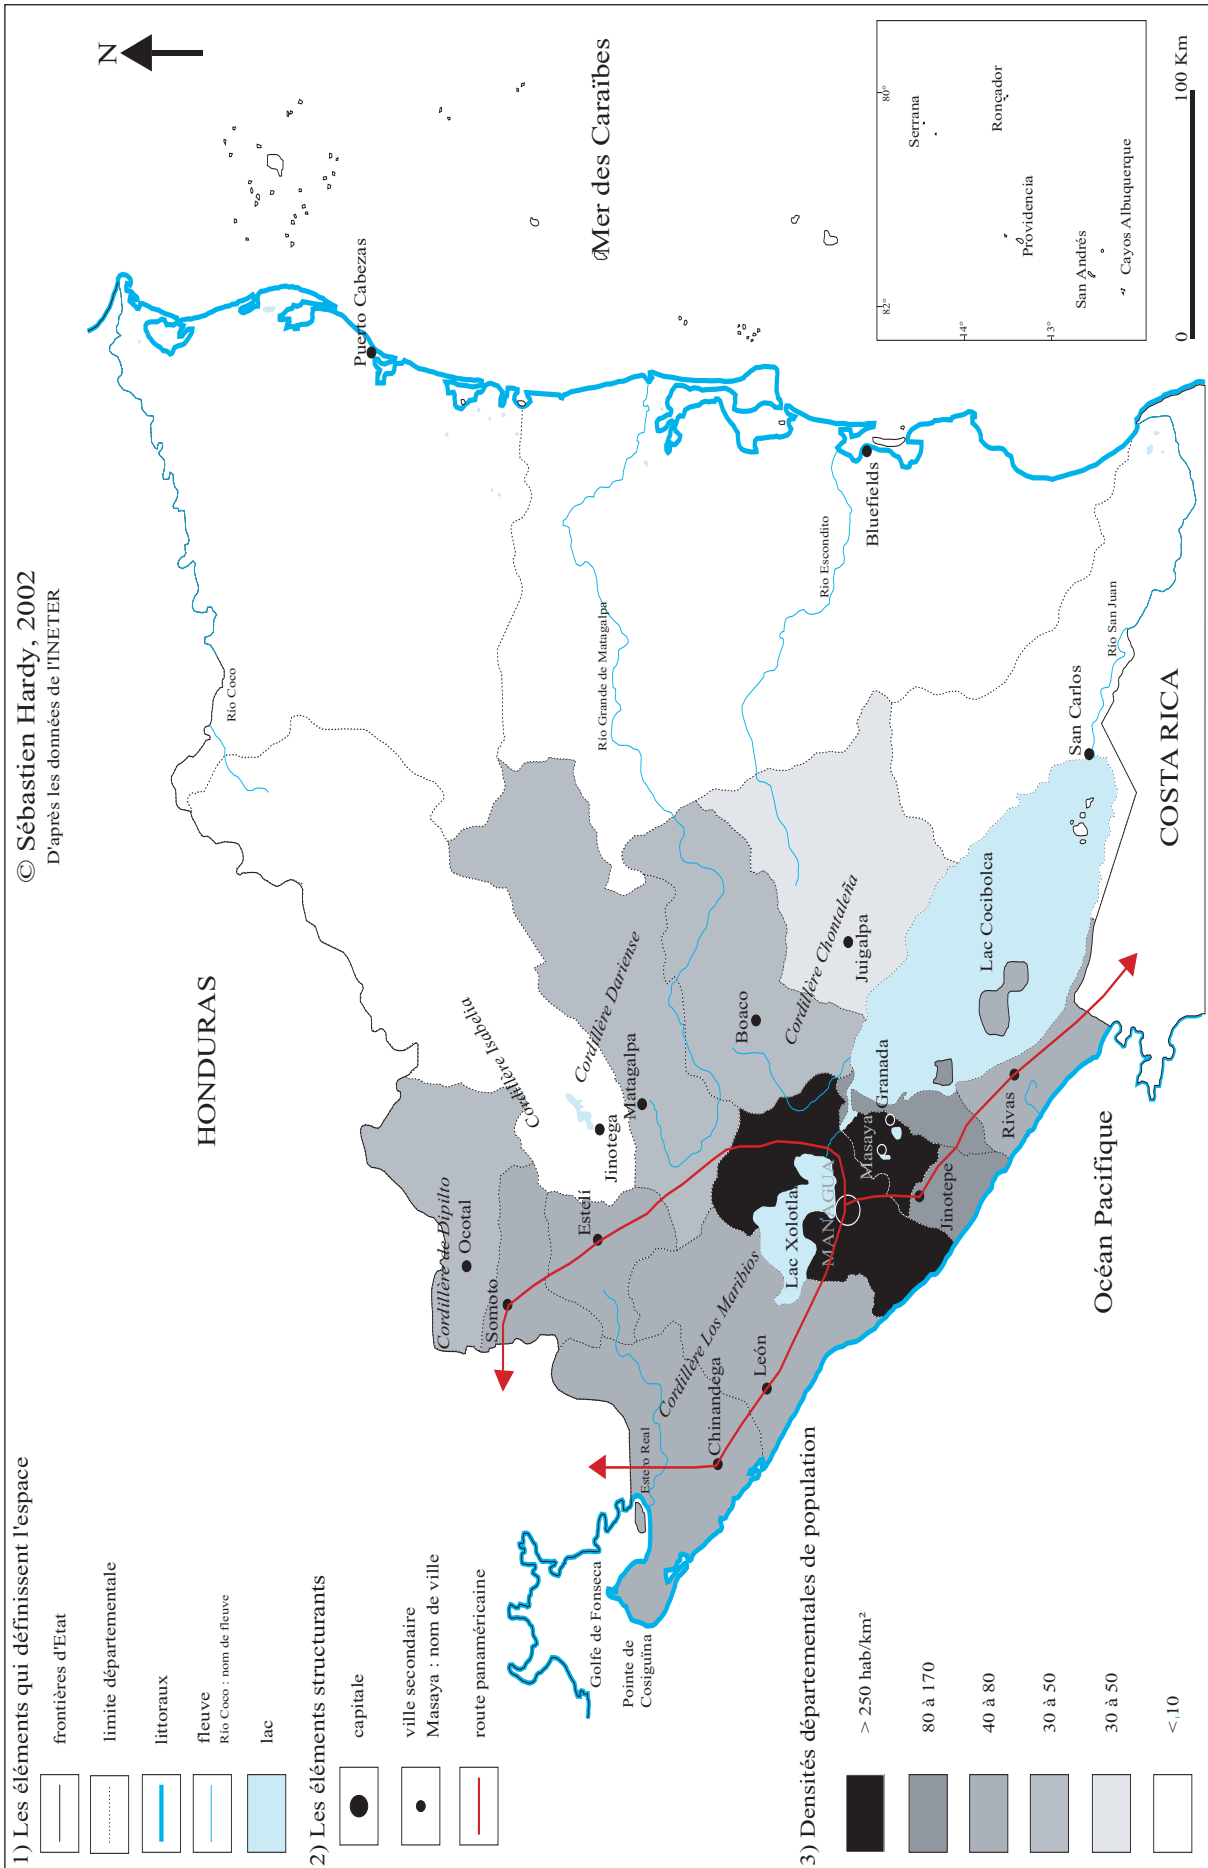 © Sébastien Hardy, 2002
D'après les données de l'INETER
N
1) Les éléments qui définissent l'espace
frontières d'Etat
limite départementale
littoraux
fleuve
Río Coco : nom de fleuve
lac
2) Les éléments structurants
capitale
ville secondaire
Masaya : nom de ville
route panaméricaine
3) Densités départementales de population
> 250 hab/km²
80 à 170
40 à 80
30 à 50
30 à 50
<,10
HONDURAS
Río Coco
Puerto Cabezas
Mer des Caraïbes
Cordillère Isabelia
Cordillère de Dipilto
Ocotal
Somoto
Estelí
Jinotega
Cordillère Dariense
Matagalpa
Río Grande de Matagalpa
Golfe de Fonseca
Pointe de
Cosigüina
Estero Real
Chinandega
León
Cordillère Los Maribios
Lac Xolotlan
MANAGUA
Boaco
Cordillère Chontaleña
Juigalpa
Río Escondito
Bluefields
Masaya
Granada
Jinotepe
Rivas
Lac Cocibolca
San Carlos
Río San Juan
COSTA RICA
Océan Pacifique
82°
80°
14°
13°
Serrana
Ronçador
Providencia
San Andrés
Cayos Albuquerque
0
100 Km